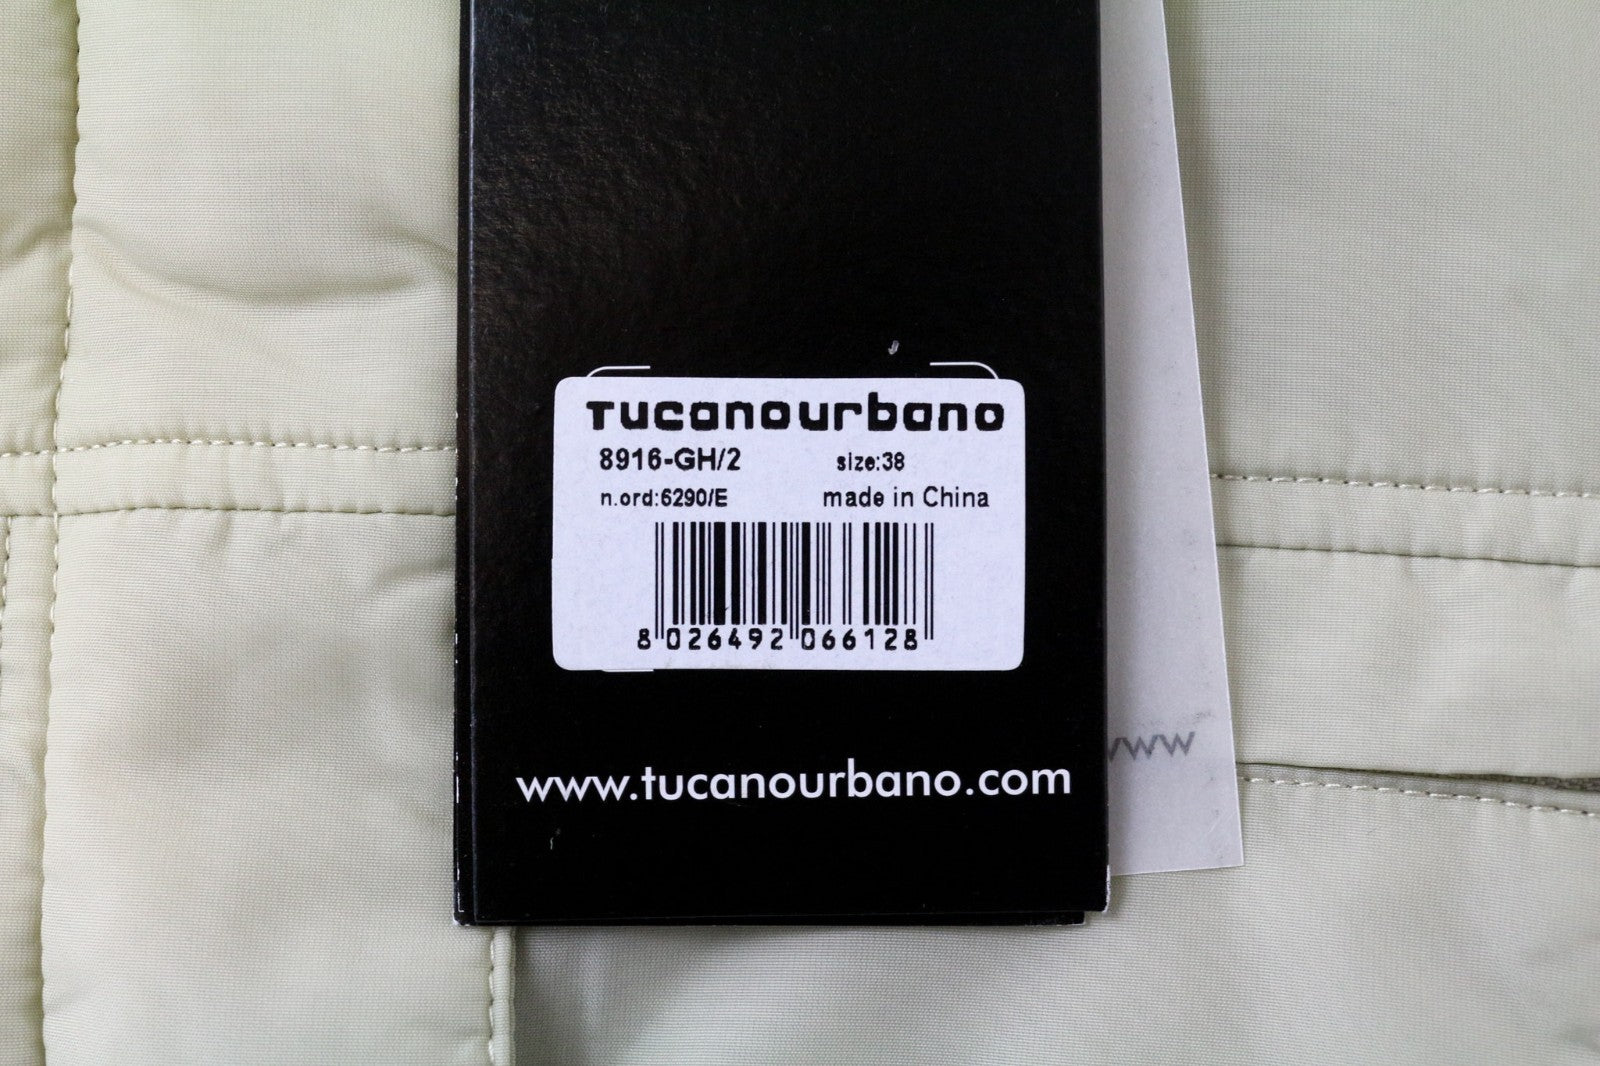 Tucanourbano
8916-GH/2 size:38
n.ord:6290/E made in China
8 026492 066128
www
www.tucanourbano.com